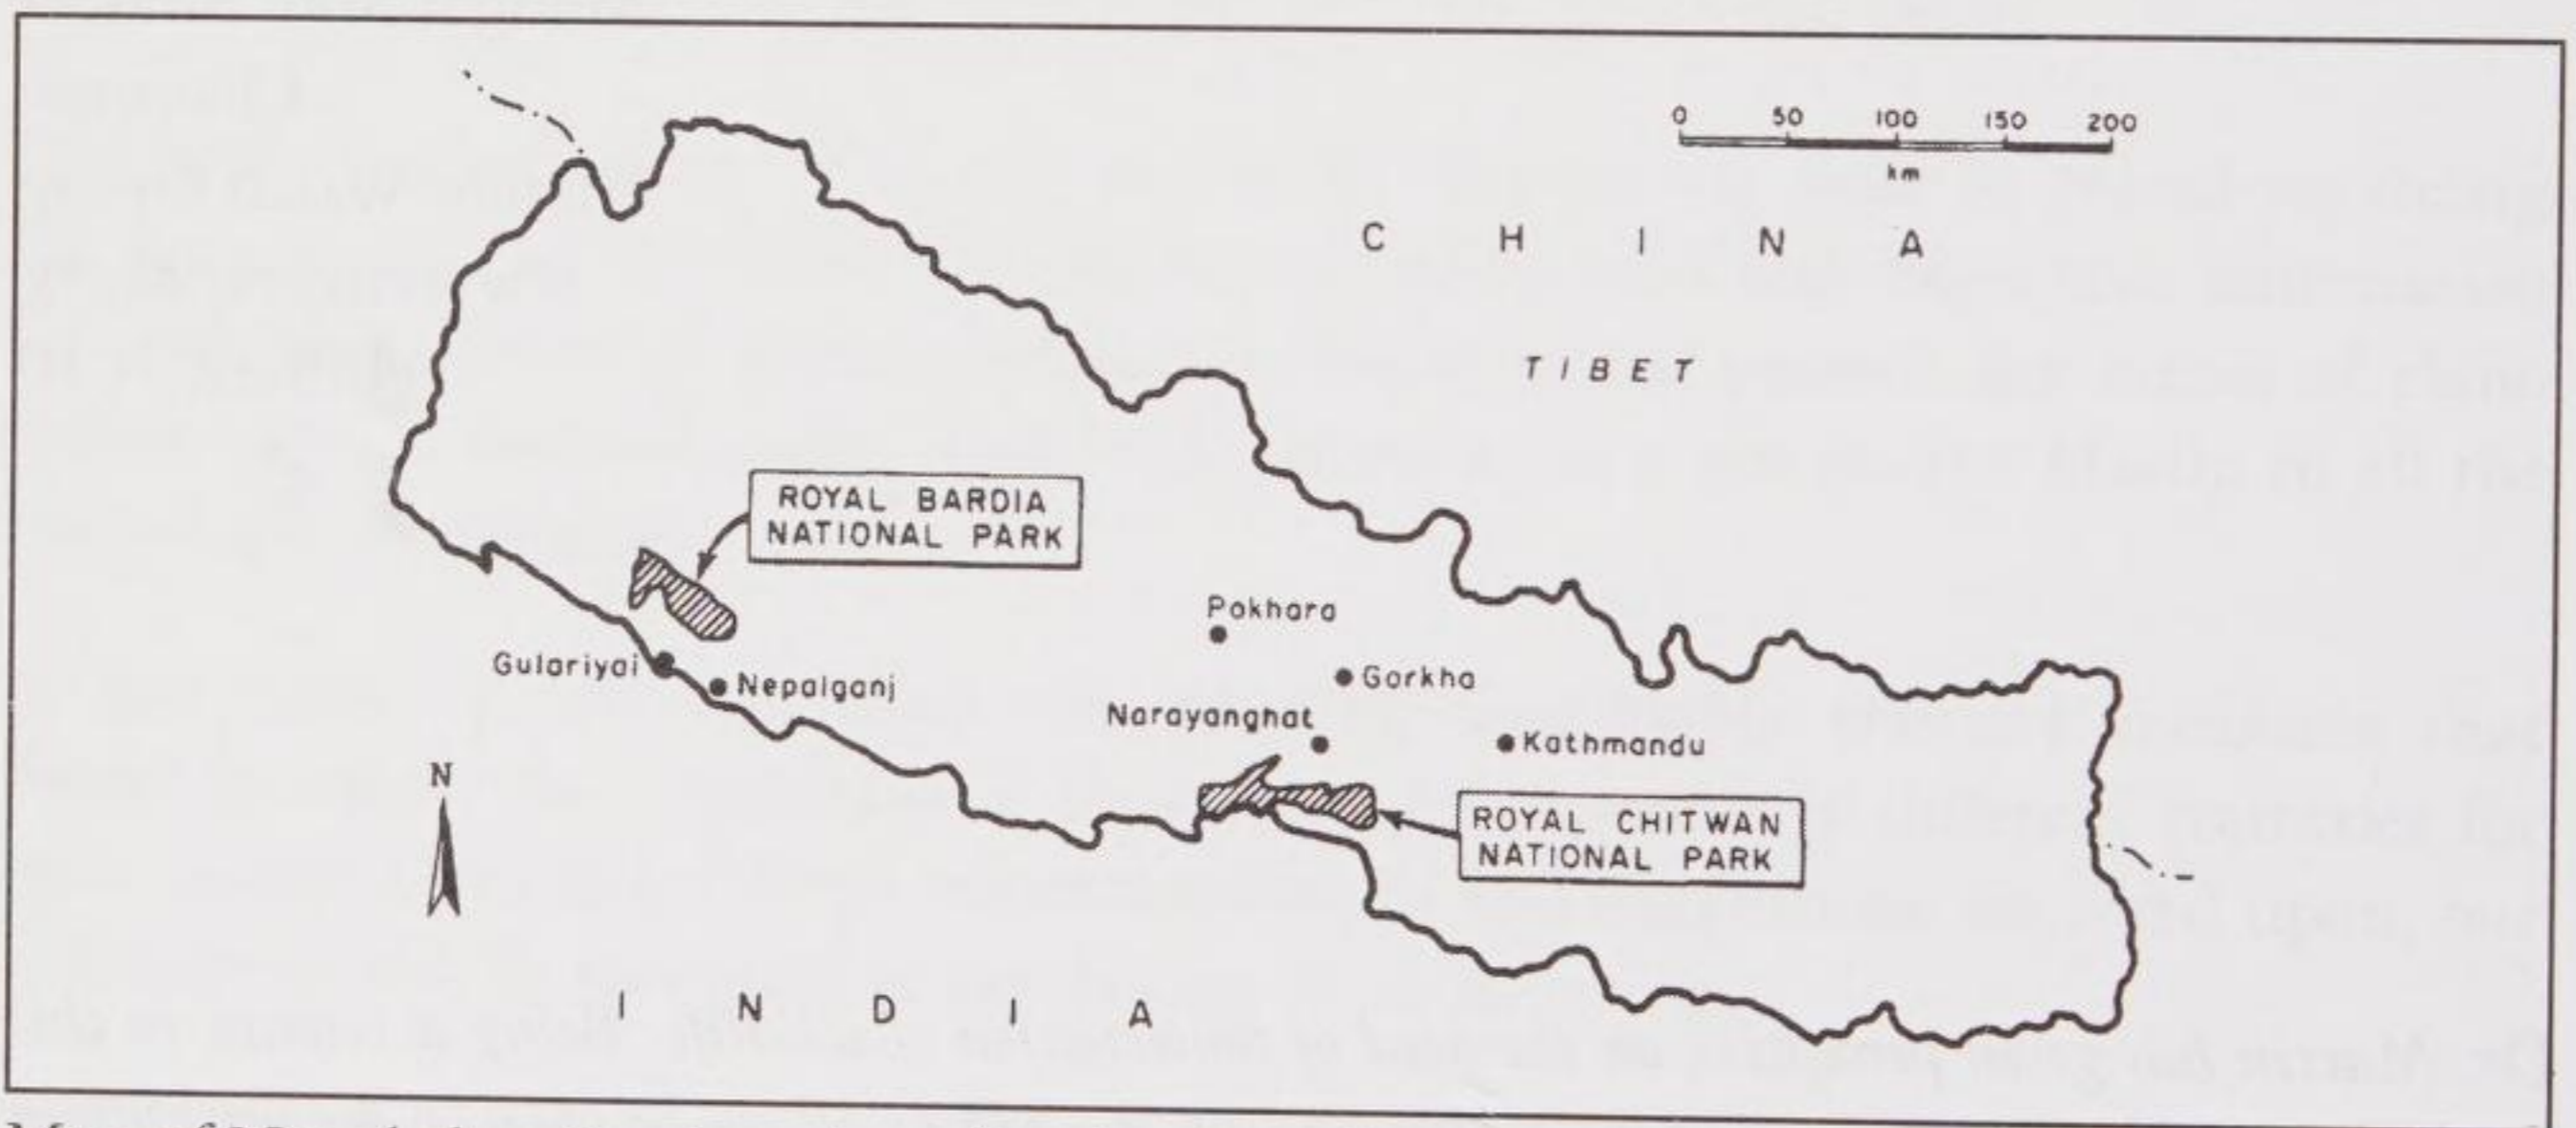 0 50 100 150 200
km
C H I N A
TIBET
ROYAL BARDIA
NATIONAL PARK
Pokhara
Gulariyai
Nepalganj
Gorkha
Narayanghat
Kathmandu
N
ROYAL CHITWAN
NATIONAL PARK
I N D I A